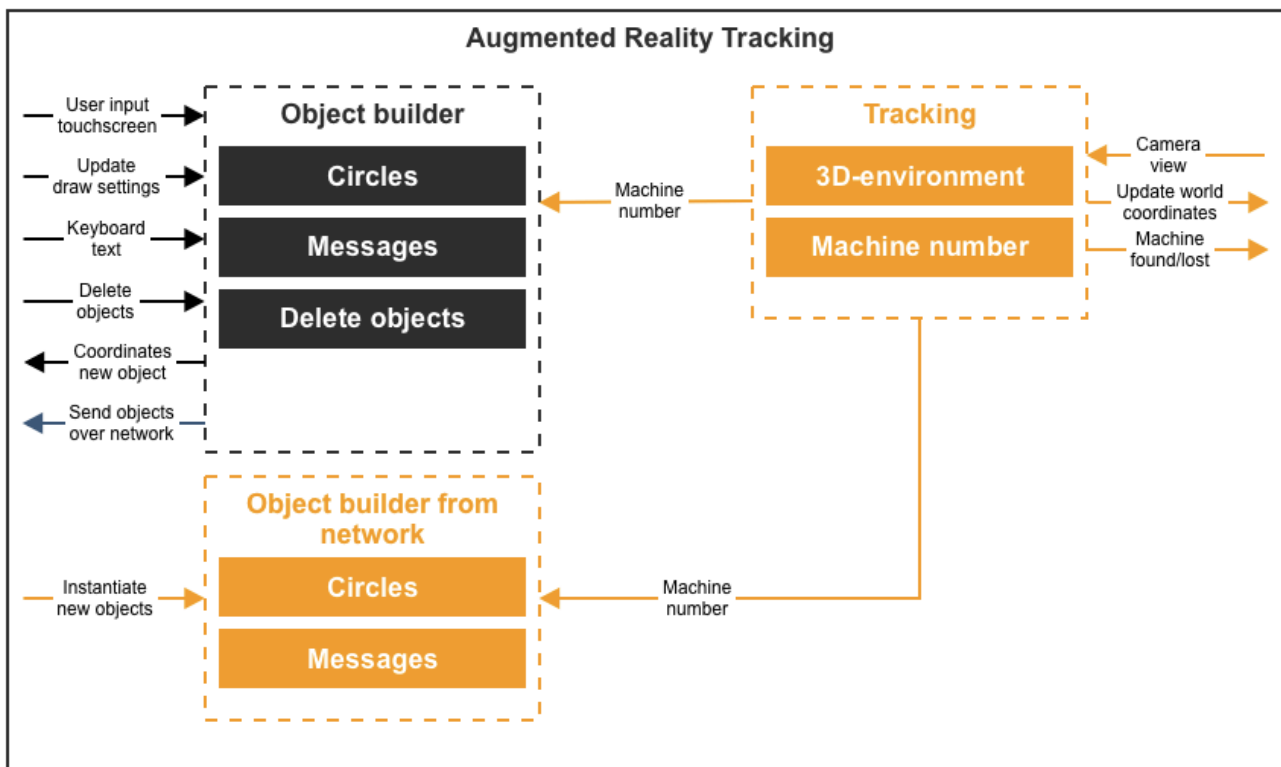 Augmented Reality Tracking
User input
touchscreen
Update
draw settings
Keyboard
text
Delete
objects
Coordinates
new object
Send objects
over network
Object builder
Circles
Messages
Delete objects
Machine
number
Tracking
3D-environment
Machine number
Camera
view
Update world
coordinates
Machine
found/lost
Instantiate
new objects
Object builder from
network
Circles
Messages
Machine
number